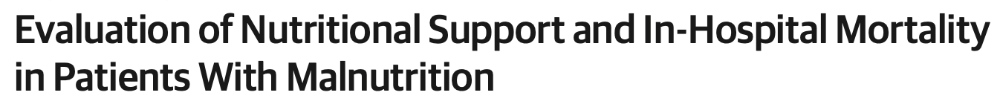 Evaluation of Nutritional Support and In-Hospital Mortality
in Patients With Malnutrition